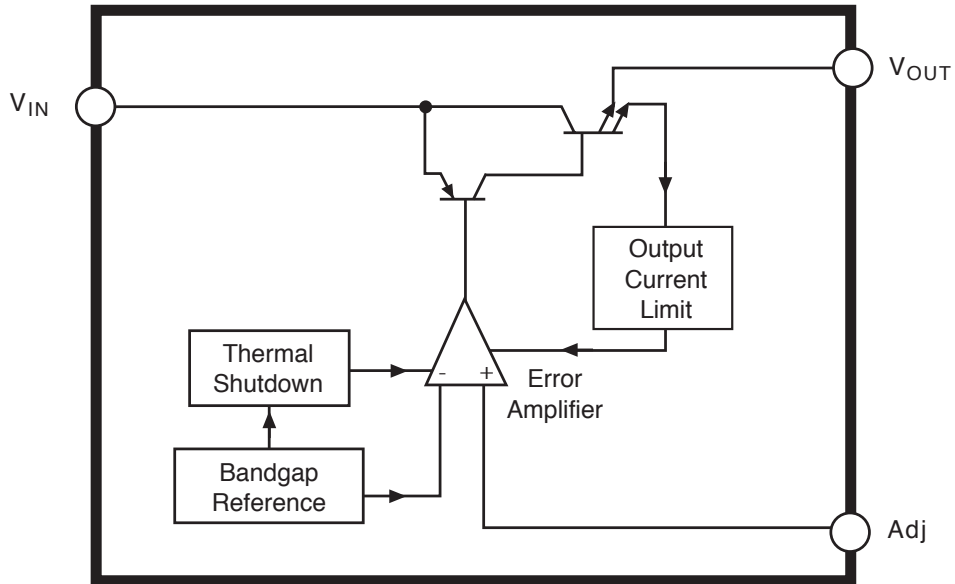 V_IN
V_OUT
Output
Current
Limit
Thermal
Shutdown
- +
Error
Amplifier
Bandgap
Reference
Adj